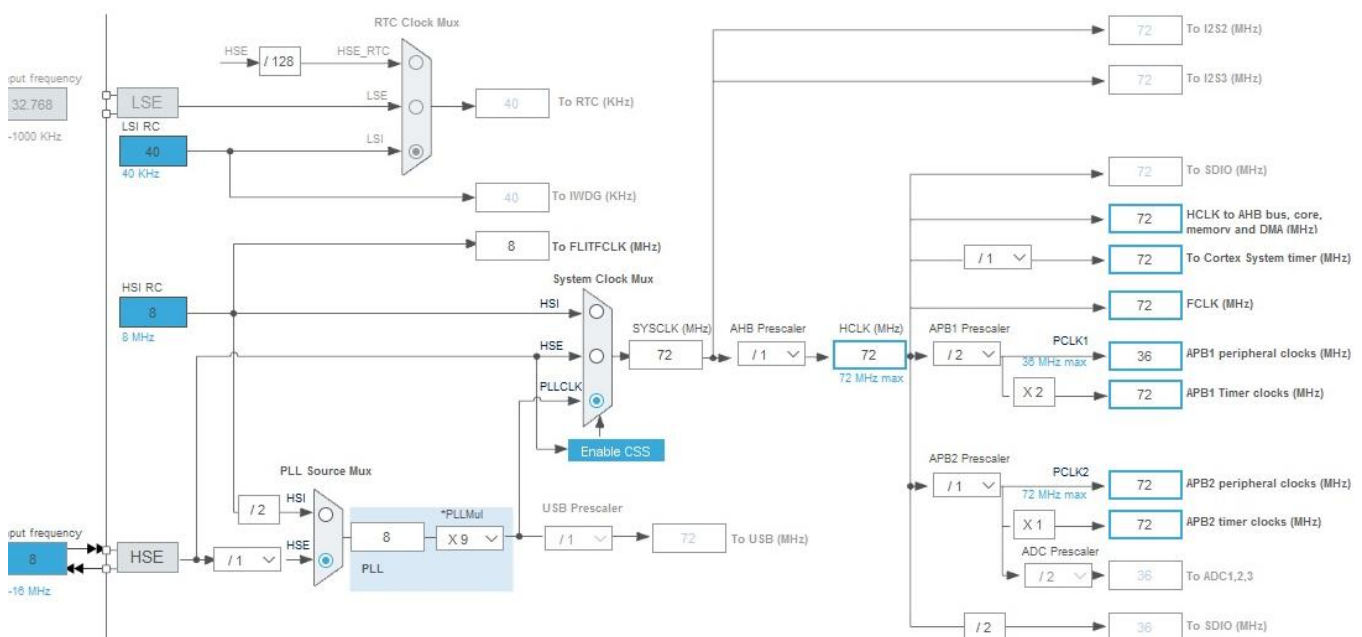 RTC Clock Mux
HSE
/ 128
HSE_RTC
72
To I2S2 (MHz)
72
To I2S3 (MHz)
put frequency
32.768
-1000 KHz
LSE
LSE
40
To RTC (KHz)
LSI RC
40
40 KHz
LSI
40
To IWDG (KHz)
8
To FLITFCLK (MHz)
72
To SDIO (MHz)
72
HCLK to AHB bus, core,
memory and DMA (MHz)
/ 1
72
To Cortex System timer (MHz)
72
FCLK (MHz)
HSI RC
8
8 MHz
System Clock Mux
HSI
HSE
PLLCLK
Enable CSS
SYSCLK (MHz)
72
AHB Prescaler
/ 1
HCLK (MHz)
72
72 MHz max
APB1 Prescaler
/ 2
PCLK1
36 MHz max
36
APB1 peripheral clocks (MHz)
X 2
72
APB1 Timer clocks (MHz)
APB2 Prescaler
/ 1
PCLK2
72 MHz max
72
APB2 peripheral clocks (MHz)
X 1
72
APB2 timer clocks (MHz)
ADC Prescaler
/ 2
36
To ADC1,2,3
/ 2
36
To SDIO (MHz)
PLL Source Mux
/ 2
HSI
HSE
put frequency
8
-16 MHz
HSE
/ 1
8
*PLLMul
X 9
PLL
USB Prescaler
/ 1
72
To USB (MHz)